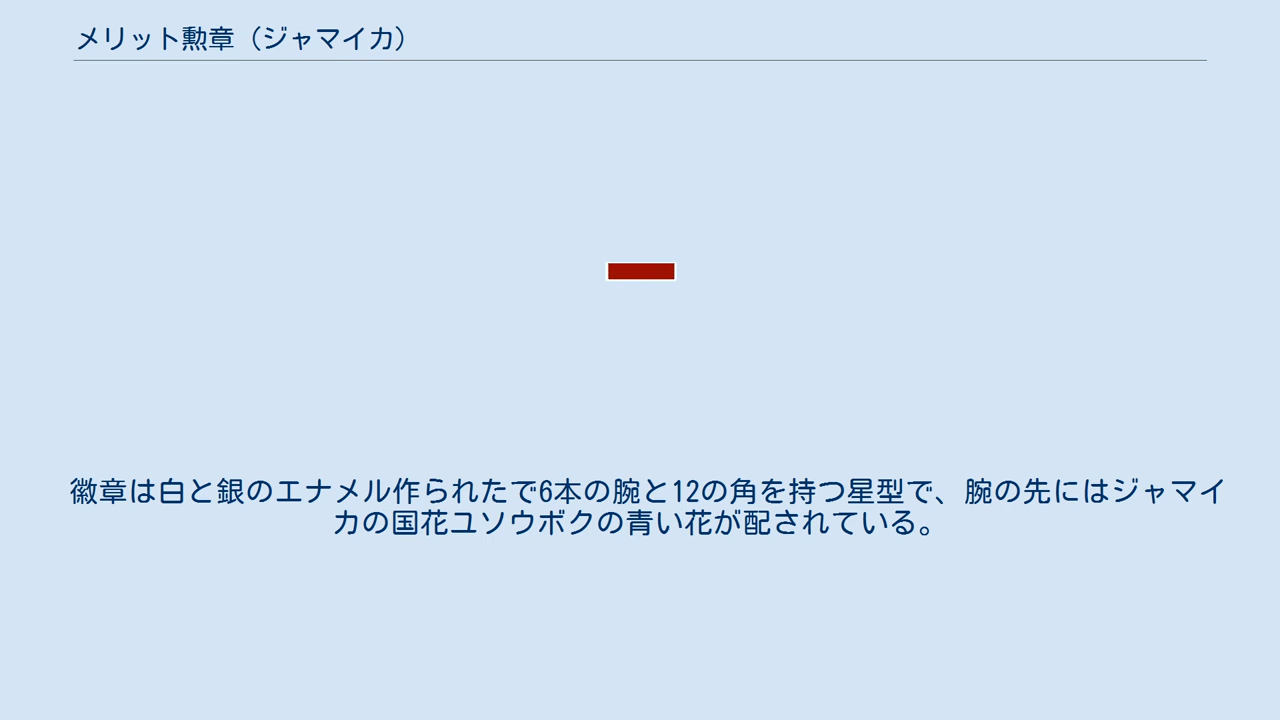 メリット勲章（ジャマイカ）
徽章は白と銀のエナメル作られたで6本の腕と12の角を持つ星型で、腕の先にはジャマイ
カの国花ユソウボクの青い花が配されている。